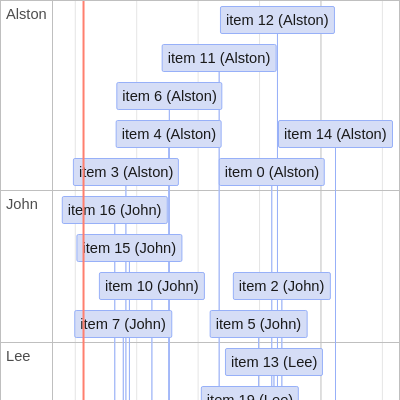 Alston
item 12 (Alston)
item 11 (Alston)
item 6 (Alston)
item 4 (Alston)
item 14 (Alston)
item 3 (Alston)
item 0 (Alston)
John
item 16 (John)
item 15 (John)
item 10 (John)
item 2 (John)
item 7 (John)
item 5 (John)
Lee
item 13 (Lee)
item 19 (Lee)